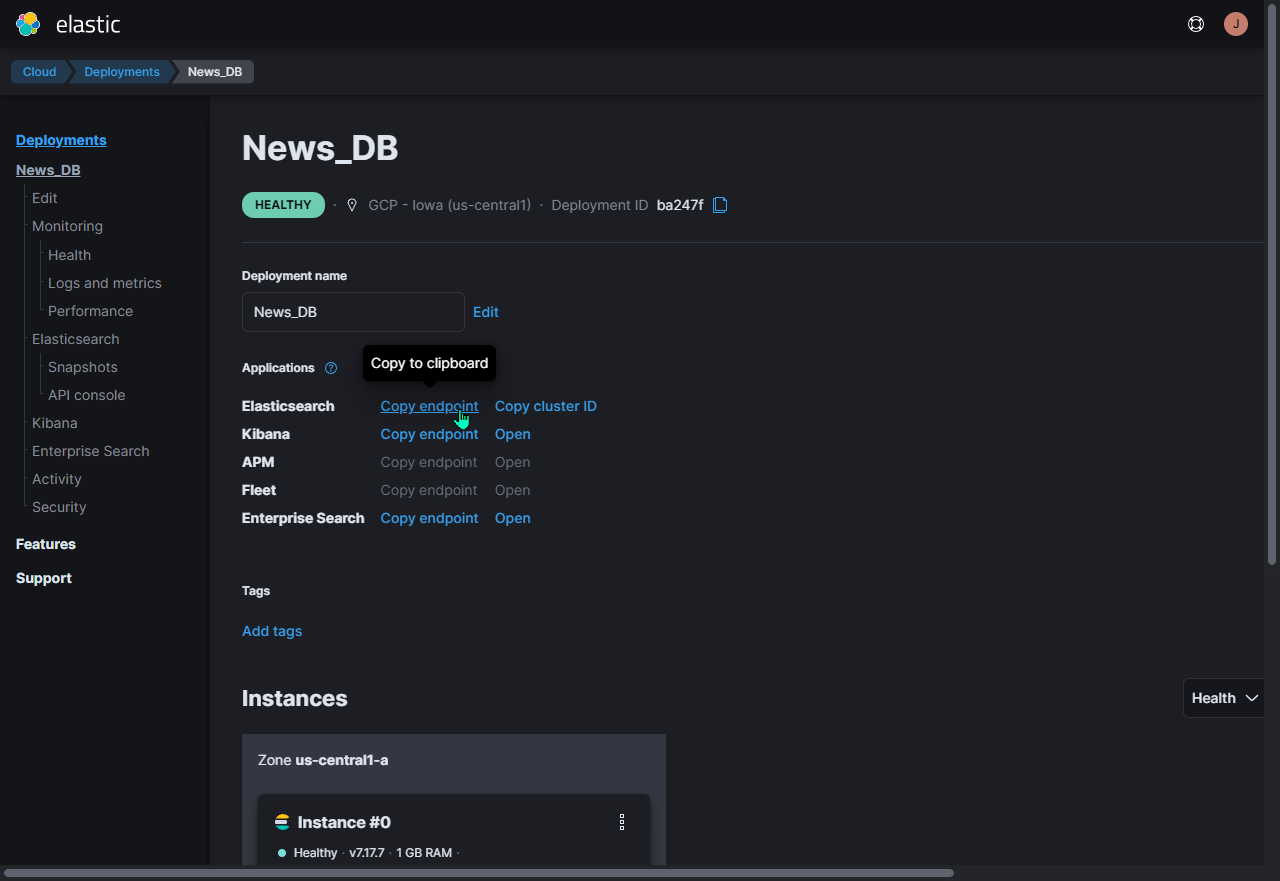 elastic
J
Cloud Deployments News_DB
Deployments
News_DB
Edit
Monitoring
Health
Logs and metrics
Performance
Elasticsearch
Snapshots
API console
Kibana
Enterprise Search
Activity
Security
Features
Support
News_DB
HEALTHY · GCP - Iowa (us-central1) · Deployment ID ba247f
Deployment name
News_DB Edit
Copy to clipboard
Applications ?
Elasticsearch Copy endpoint Copy cluster ID
Kibana Copy endpoint Open
APM Copy endpoint Open
Fleet Copy endpoint Open
Enterprise Search Copy endpoint Open
Tags
Add tags
Instances
Health
Zone us-central1-a
Instance #0
Healthy · v7.17.7 · 1 GB RAM ·